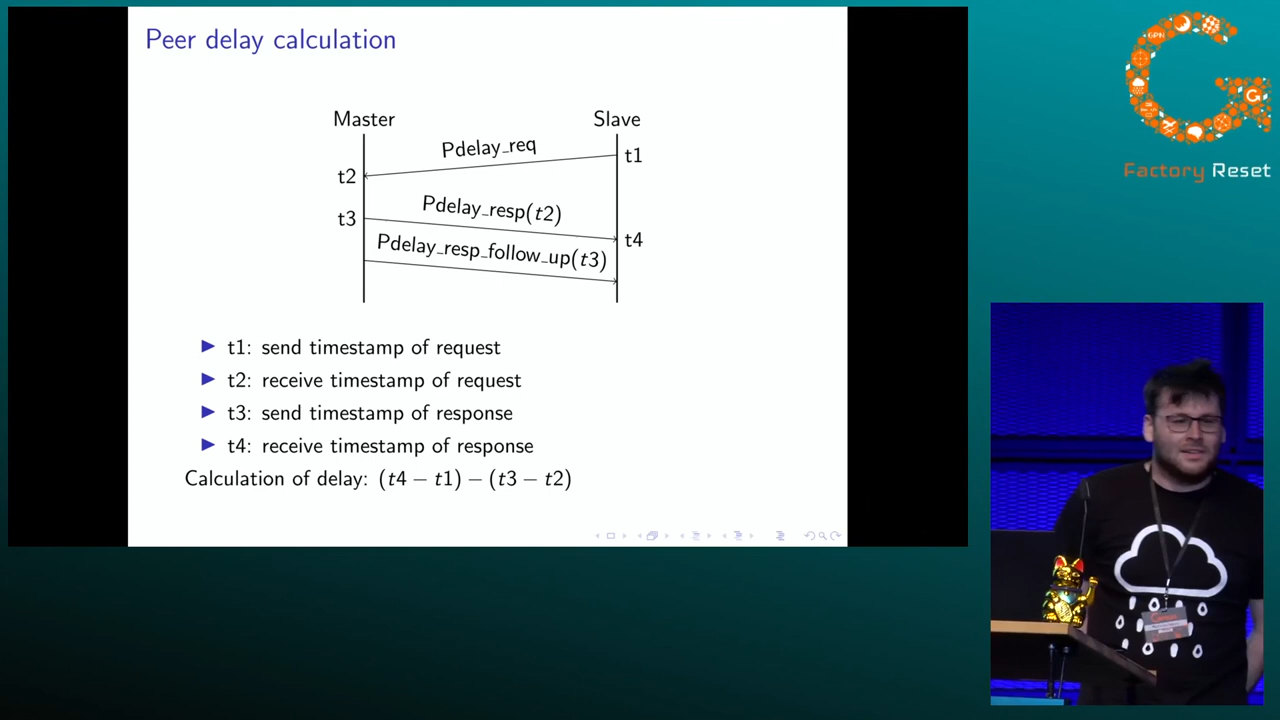 Peer delay calculation
Master
Slave
Pdelay_req
t1
t2
Pdelay_resp(t2)
t3
t4
Pdelay_resp_follow_up(t3)
t1: send timestamp of request
t2: receive timestamp of request
t3: send timestamp of response
t4: receive timestamp of response
Calculation of delay: (t4 − t1) − (t3 − t2)
GPN
G
Factory Reset